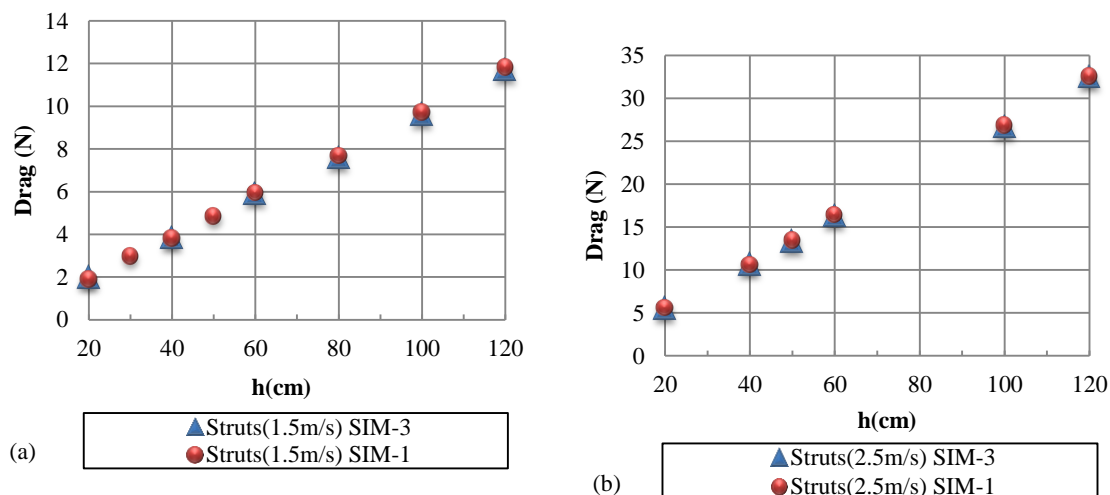 14
12
10
8
6
4
2
0
Drag (N)
20 40 60 80 100 120
h(cm)
Struts(1.5m/s) SIM-3
Struts(1.5m/s) SIM-1
(a)
35
30
25
20
15
10
5
0
Drag (N)
20 40 60 80 100 120
h(cm)
Struts(2.5m/s) SIM-3
Struts(2.5m/s) SIM-1
(b)